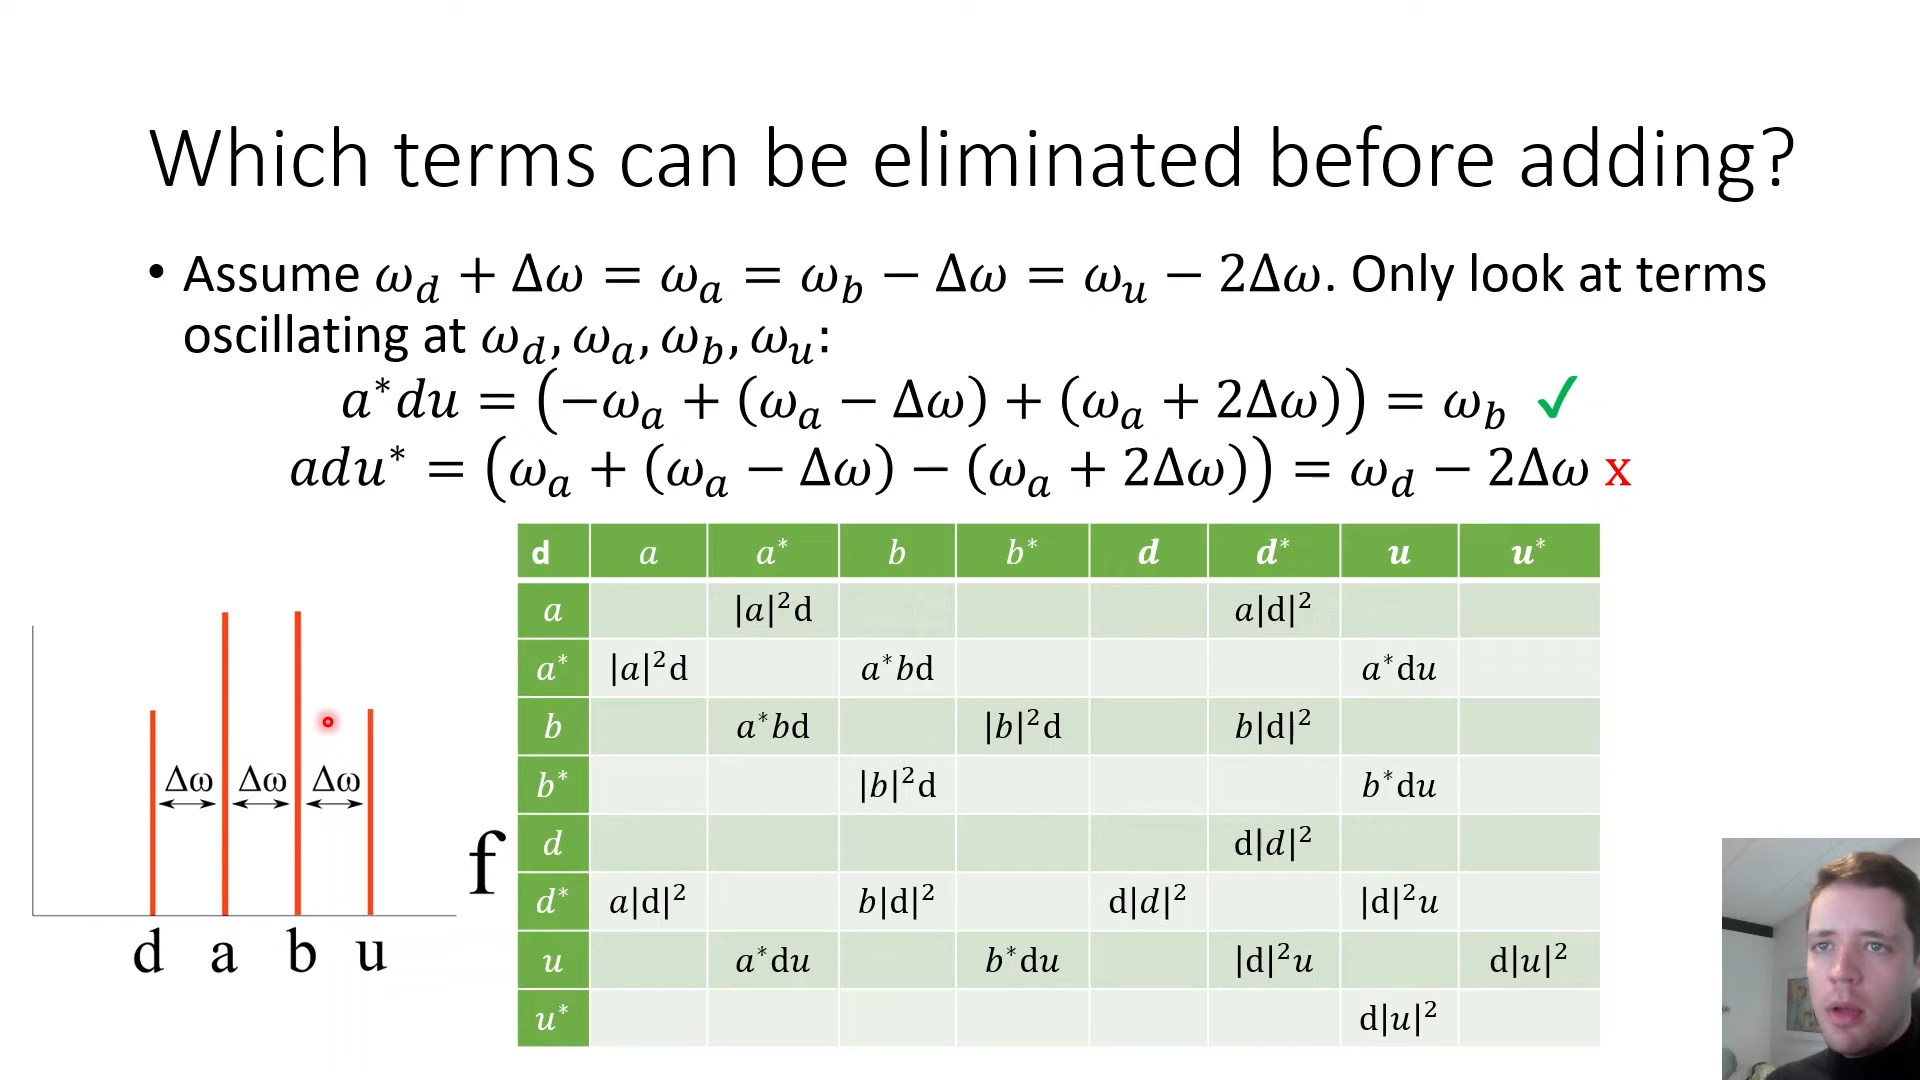 Which terms can be eliminated before adding?
• Assume ω_d + Δω = ω_a = ω_b − Δω = ω_u − 2Δω. Only look at terms
oscillating at ω_d, ω_a, ω_b, ω_u:
a*du = (−ω_a + (ω_a − Δω) + (ω_a + 2Δω)) = ω_b ✓
adu* = (ω_a + (ω_a − Δω) − (ω_a + 2Δω)) = ω_d − 2Δω x
d a a* b b* d d* u u*
a |a|²d a|d|²
a* |a|²d a*bd a*du
b a*bd |b|²d b|d|²
b* |b|²d b*du
d d|d|²
d* a|d|² b|d|² d|d|² |d|²u
u a*du b*du |d|²u d|u|²
u* d|u|²
Δω Δω Δω
f
d a b u